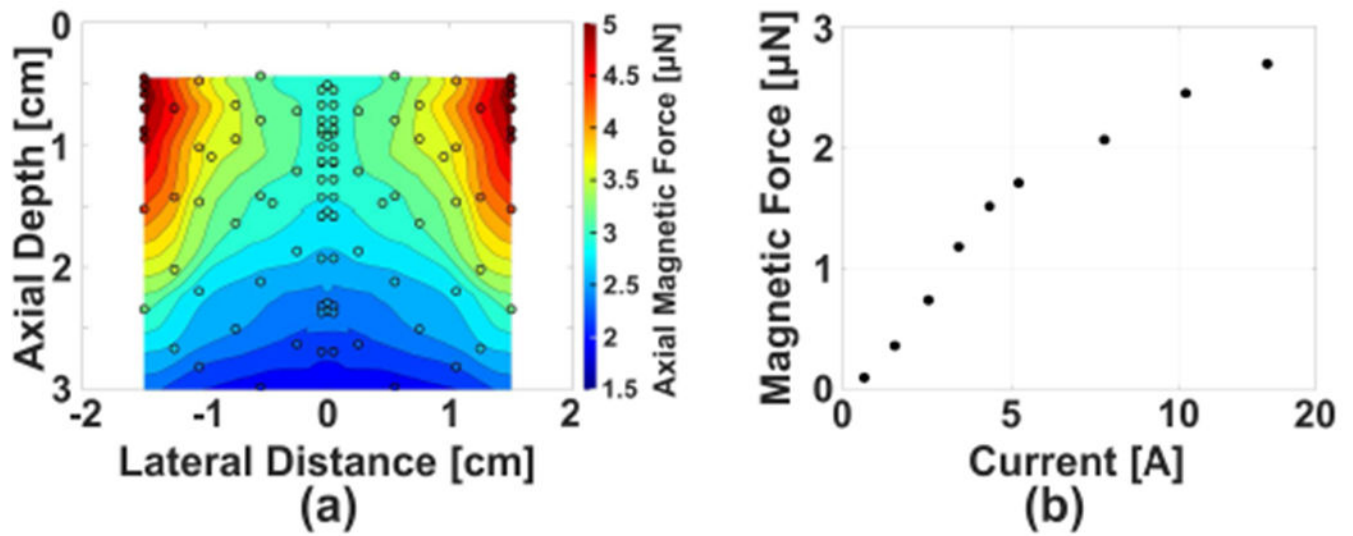 0
1
2
3
Axial Depth [cm]
-2 -1 0 1 2
Lateral Distance [cm]
(a)
5
4.5
4
3.5
3
2.5
2
1.5
Axial Magnetic Force [µN]
3
2
1
0
Magnetic Force [µN]
0 5 10 20
Current [A]
(b)